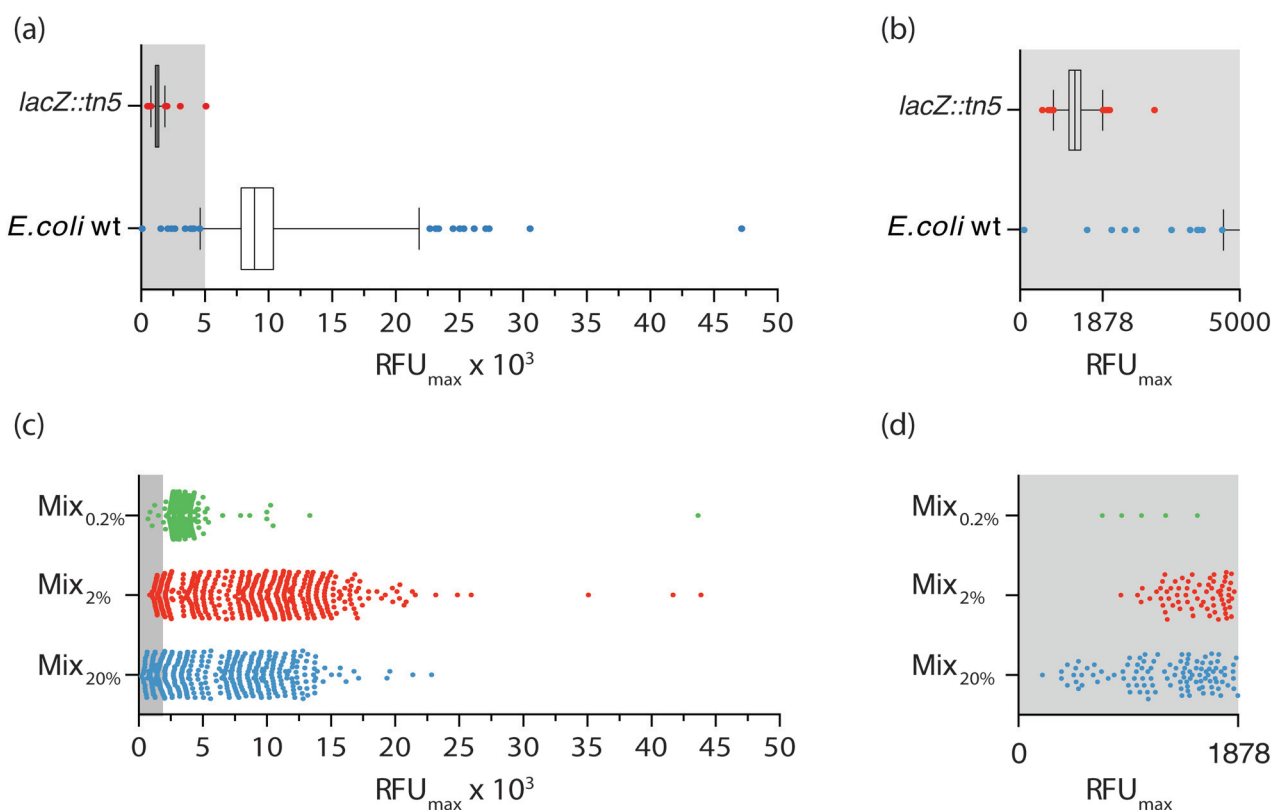 (a)
lacZ::tn5
E.coli wt
0 5 10 15 20 25 30 35 40 45 50
RFUmax x 10³
(b)
lacZ::tn5
E.coli wt
0 1878 5000
RFUmax
(c)
Mix0.2%
Mix2%
Mix20%
0 5 10 15 20 25 30 35 40 45 50
RFUmax x 10³
(d)
Mix0.2%
Mix2%
Mix20%
0 1878
RFUmax